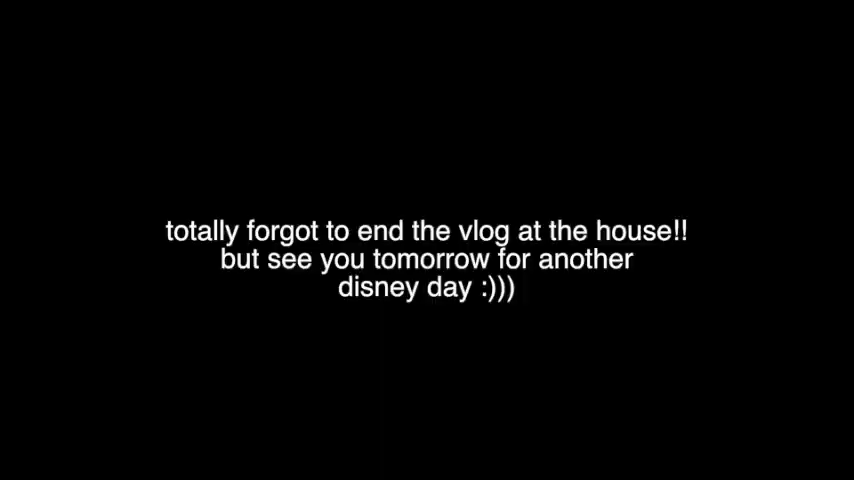 totally forgot to end the vlog at the house!!
but see you tomorrow for another
disney day :)))